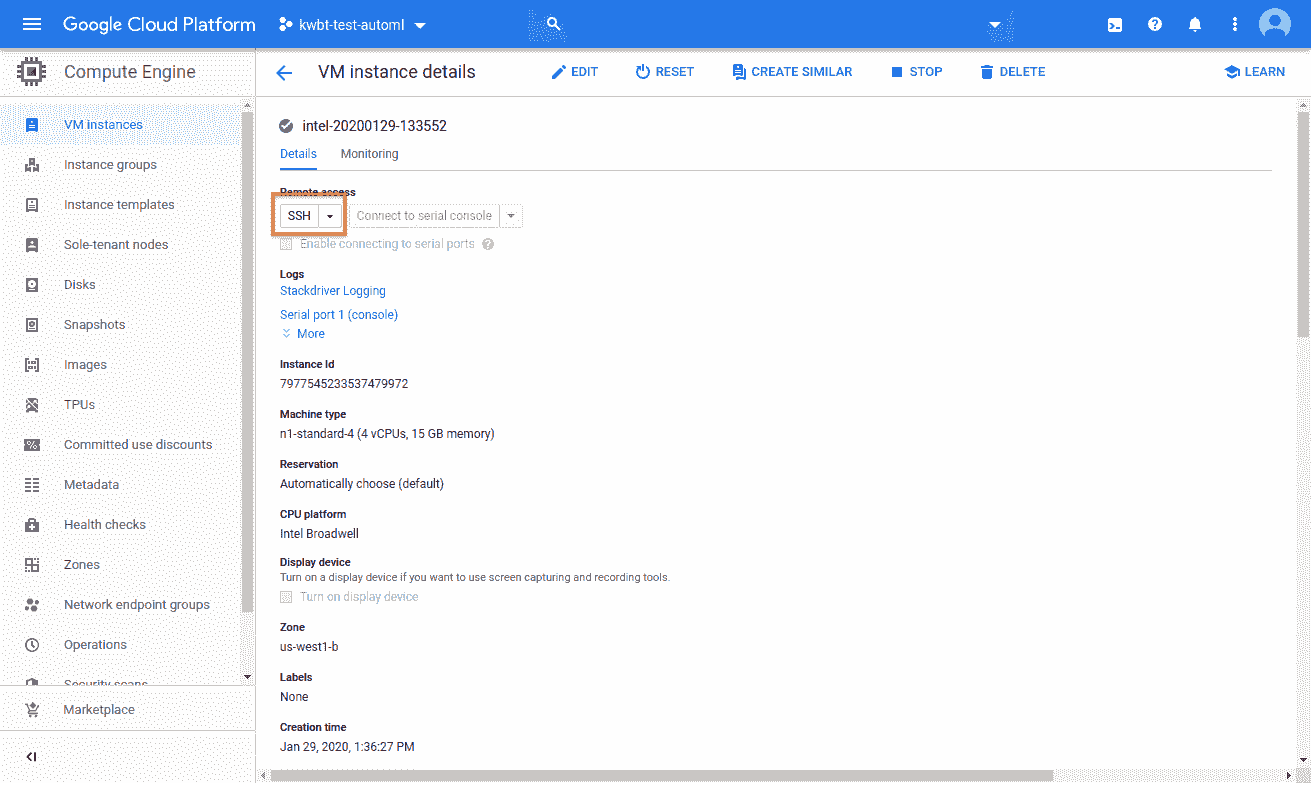 Google Cloud Platform kwbt-test-automl
Compute Engine
VM instances
Instance groups
Instance templates
Sole-tenant nodes
Disks
Snapshots
Images
TPUs
Committed use discounts
Metadata
Health checks
Zones
Network endpoint groups
Operations
Security scans
Marketplace
VM instance details EDIT RESET CREATE SIMILAR STOP DELETE LEARN
intel-20200129-133552
Details Monitoring
Remote access
SSH Connect to serial console
Enable connecting to serial ports
Logs
Stackdriver Logging
Serial port 1 (console)
More
Instance Id
7977545233537479972
Machine type
n1-standard-4 (4 vCPUs, 15 GB memory)
Reservation
Automatically choose (default)
CPU platform
Intel Broadwell
Display device
Turn on a display device if you want to use screen capturing and recording tools.
Turn on display device
Zone
us-west1-b
Labels
None
Creation time
Jan 29, 2020, 1:36:27 PM